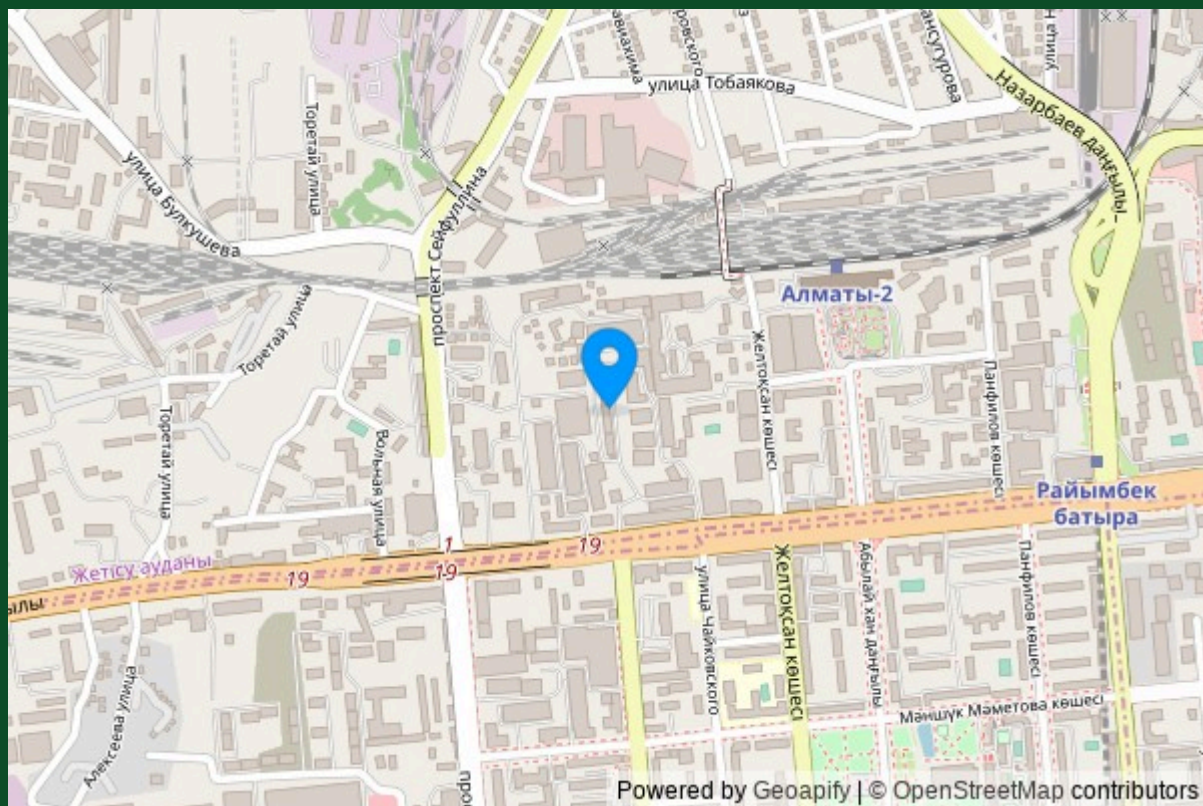 улица Тобаякова
Назарбаев даңғылы
Торетай улица
улица Булкушева
проспект Сейфуллина
Алматы-2
Торетай улица
Желтоқсан көшесі
Панфилов көшесі
Торетай улица
Вольная улица
Райымбек
батыра
1
19
19
19
Жетісу ауданы
улица Чайковского
Желтоқсан көшесі
Абылай хан даңғылы
Панфилов көшесі
Алексеева улица
Мәншүк Мәметова көшесі
Powered by Geoapify | © OpenStreetMap contributors